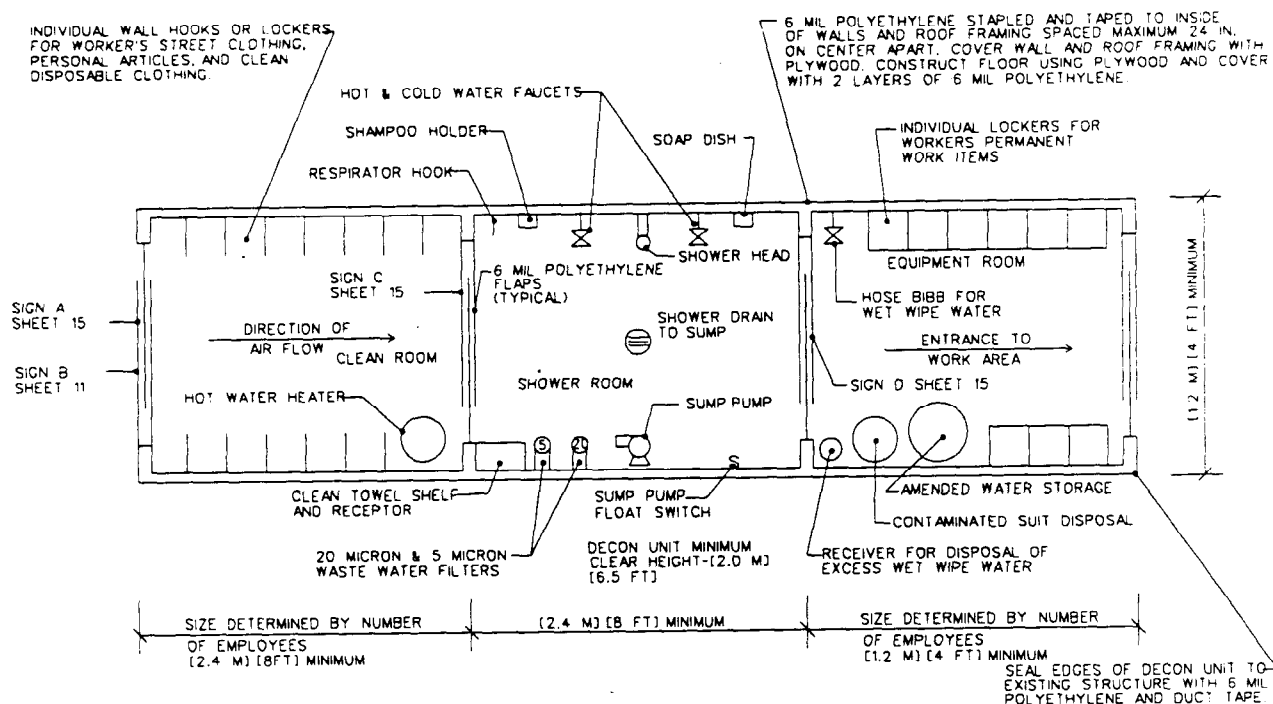 INDIVIDUAL WALL HOOKS OR LOCKERS
FOR WORKER'S STREET CLOTHING,
PERSONAL ARTICLES, AND CLEAN
DISPOSABLE CLOTHING.
6 MIL POLYETHYLENE STAPLED AND TAPED TO INSIDE
OF WALLS AND ROOF FRAMING SPACED MAXIMUM 24 IN.
ON CENTER APART. COVER WALL AND ROOF FRAMING WITH
PLYWOOD. CONSTRUCT FLOOR USING PLYWOOD AND COVER
WITH 2 LAYERS OF 6 MIL POLYETHYLENE.
HOT & COLD WATER FAUCETS
SHAMPOO HOLDER
RESPIRATOR HOOK
SOAP DISH
INDIVIDUAL LOCKERS FOR
WORKERS PERMANENT
WORK ITEMS
SHOWER HEAD
EQUIPMENT ROOM
SIGN C
SHEET 15
6 MIL POLYETHYLENE
FLAPS
(TYPICAL)
HOSE BIBB FOR
WET WIPE WATER
SIGN A
SHEET 15
SHOWER DRAIN
TO SUMP
DIRECTION OF
AIR FLOW
CLEAN ROOM
ENTRANCE TO
WORK AREA
SIGN B
SHEET 11
SHOWER ROOM
SIGN D SHEET 15
HOT WATER HEATER
SUMP PUMP
[1.2 M] [4 FT] MINIMUM
5
20
S
CLEAN TOWEL SHELF
AND RECEPTOR
SUMP PUMP
FLOAT SWITCH
AMENDED WATER STORAGE
CONTAMINATED SUIT DISPOSAL
20 MICRON & 5 MICRON
WASTE WATER FILTERS
DECON UNIT MINIMUM
CLEAR HEIGHT-[2.0 M]
[6.5 FT]
RECEIVER FOR DISPOSAL OF
EXCESS WET WIPE WATER
SIZE DETERMINED BY NUMBER
OF EMPLOYEES
[2.4 M] [8FT] MINIMUM
[2.4 M] [8 FT] MINIMUM
SIZE DETERMINED BY NUMBER
OF EMPLOYEES
[1.2 M] [4 FT] MINIMUM
SEAL EDGES OF DECON UNIT TO
EXISTING STRUCTURE WITH 6 MIL
POLYETHYLENE AND DUCT TAPE.